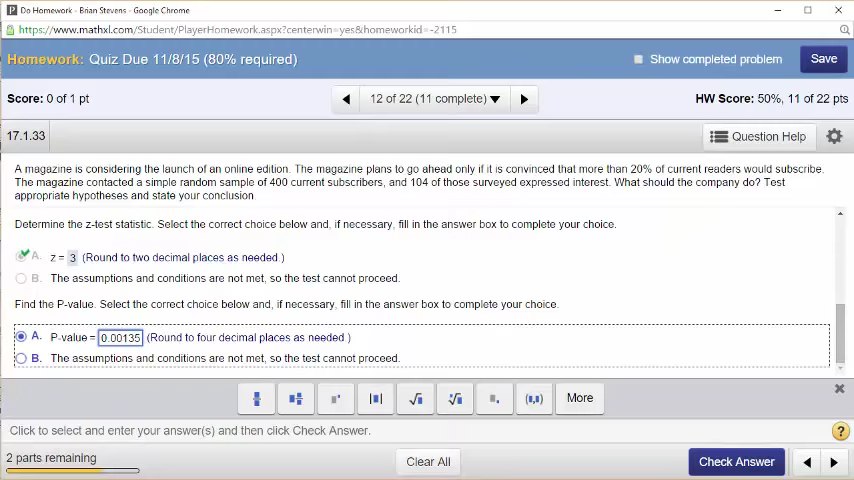 Do Homework - Brian Stevens - Google Chrome
https://www.mathxl.com/Student/PlayerHomework.aspx?centerwin=yes&homeworkid=-2115
Homework: Quiz Due 11/8/15 (80% required)
Show completed problem
Save
Score: 0 of 1 pt
12 of 22 (11 complete)
HW Score: 50%, 11 of 22 pts
17.1.33
Question Help
A magazine is considering the launch of an online edition. The magazine plans to go ahead only if it is convinced that more than 20% of current readers would subscribe.
The magazine contacted a simple random sample of 400 current subscribers, and 104 of those surveyed expressed interest. What should the company do? Test
appropriate hypotheses and state your conclusion.
Determine the z-test statistic. Select the correct choice below and, if necessary, fill in the answer box to complete your choice.
A. z = 3 (Round to two decimal places as needed.)
B. The assumptions and conditions are not met, so the test cannot proceed.
Find the P-value. Select the correct choice below and, if necessary, fill in the answer box to complete your choice.
A. P-value = 0.00135 (Round to four decimal places as needed.)
B. The assumptions and conditions are not met, so the test cannot proceed.
More
Click to select and enter your answer(s) and then click Check Answer.
?
2 parts remaining
Clear All
Check Answer